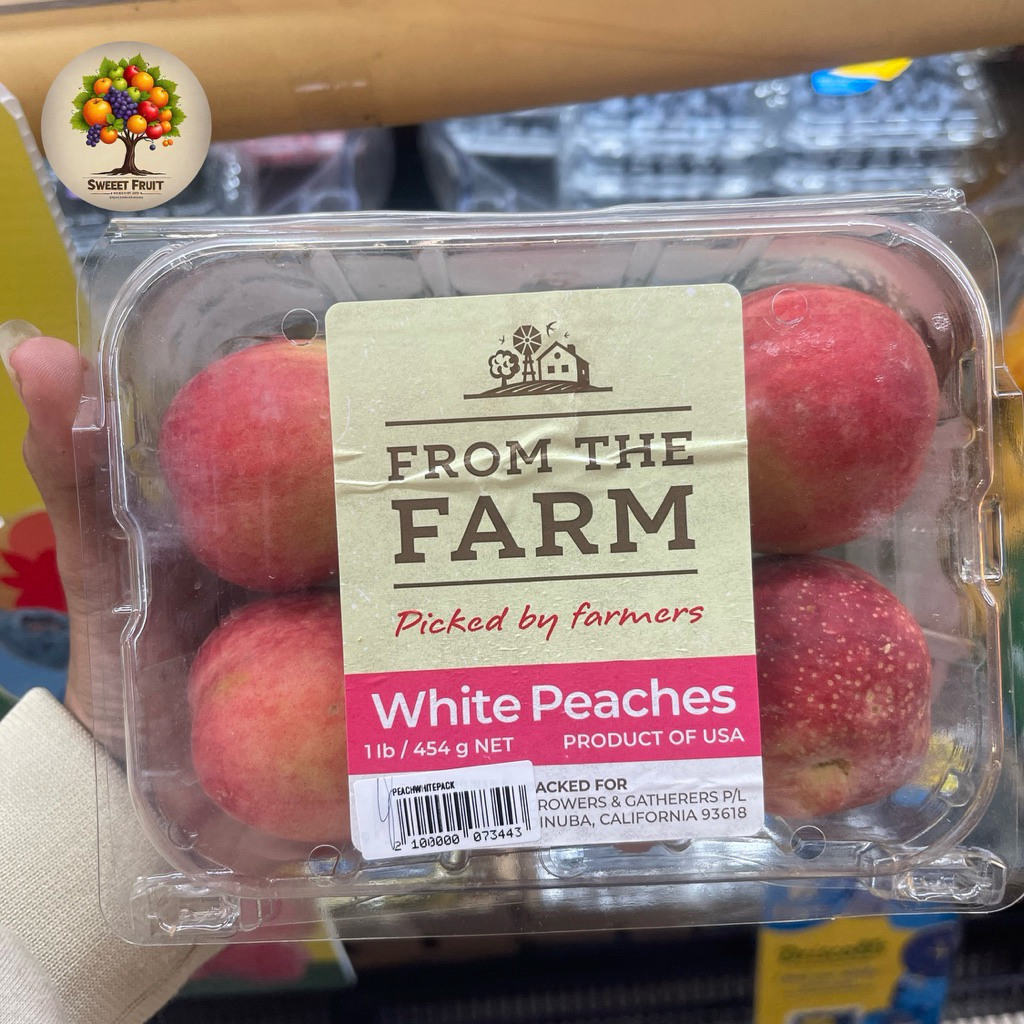 SWEEET FRUIT
FROM THE
FARM
Picked by farmers
White Peaches
1 lb / 454 g NET
PRODUCT OF USA
PEACHWHITEPACK
2 100000 073443
ACKED FOR
ROWERS & GATHERERS P/L
INUBA, CALIFORNIA 93618